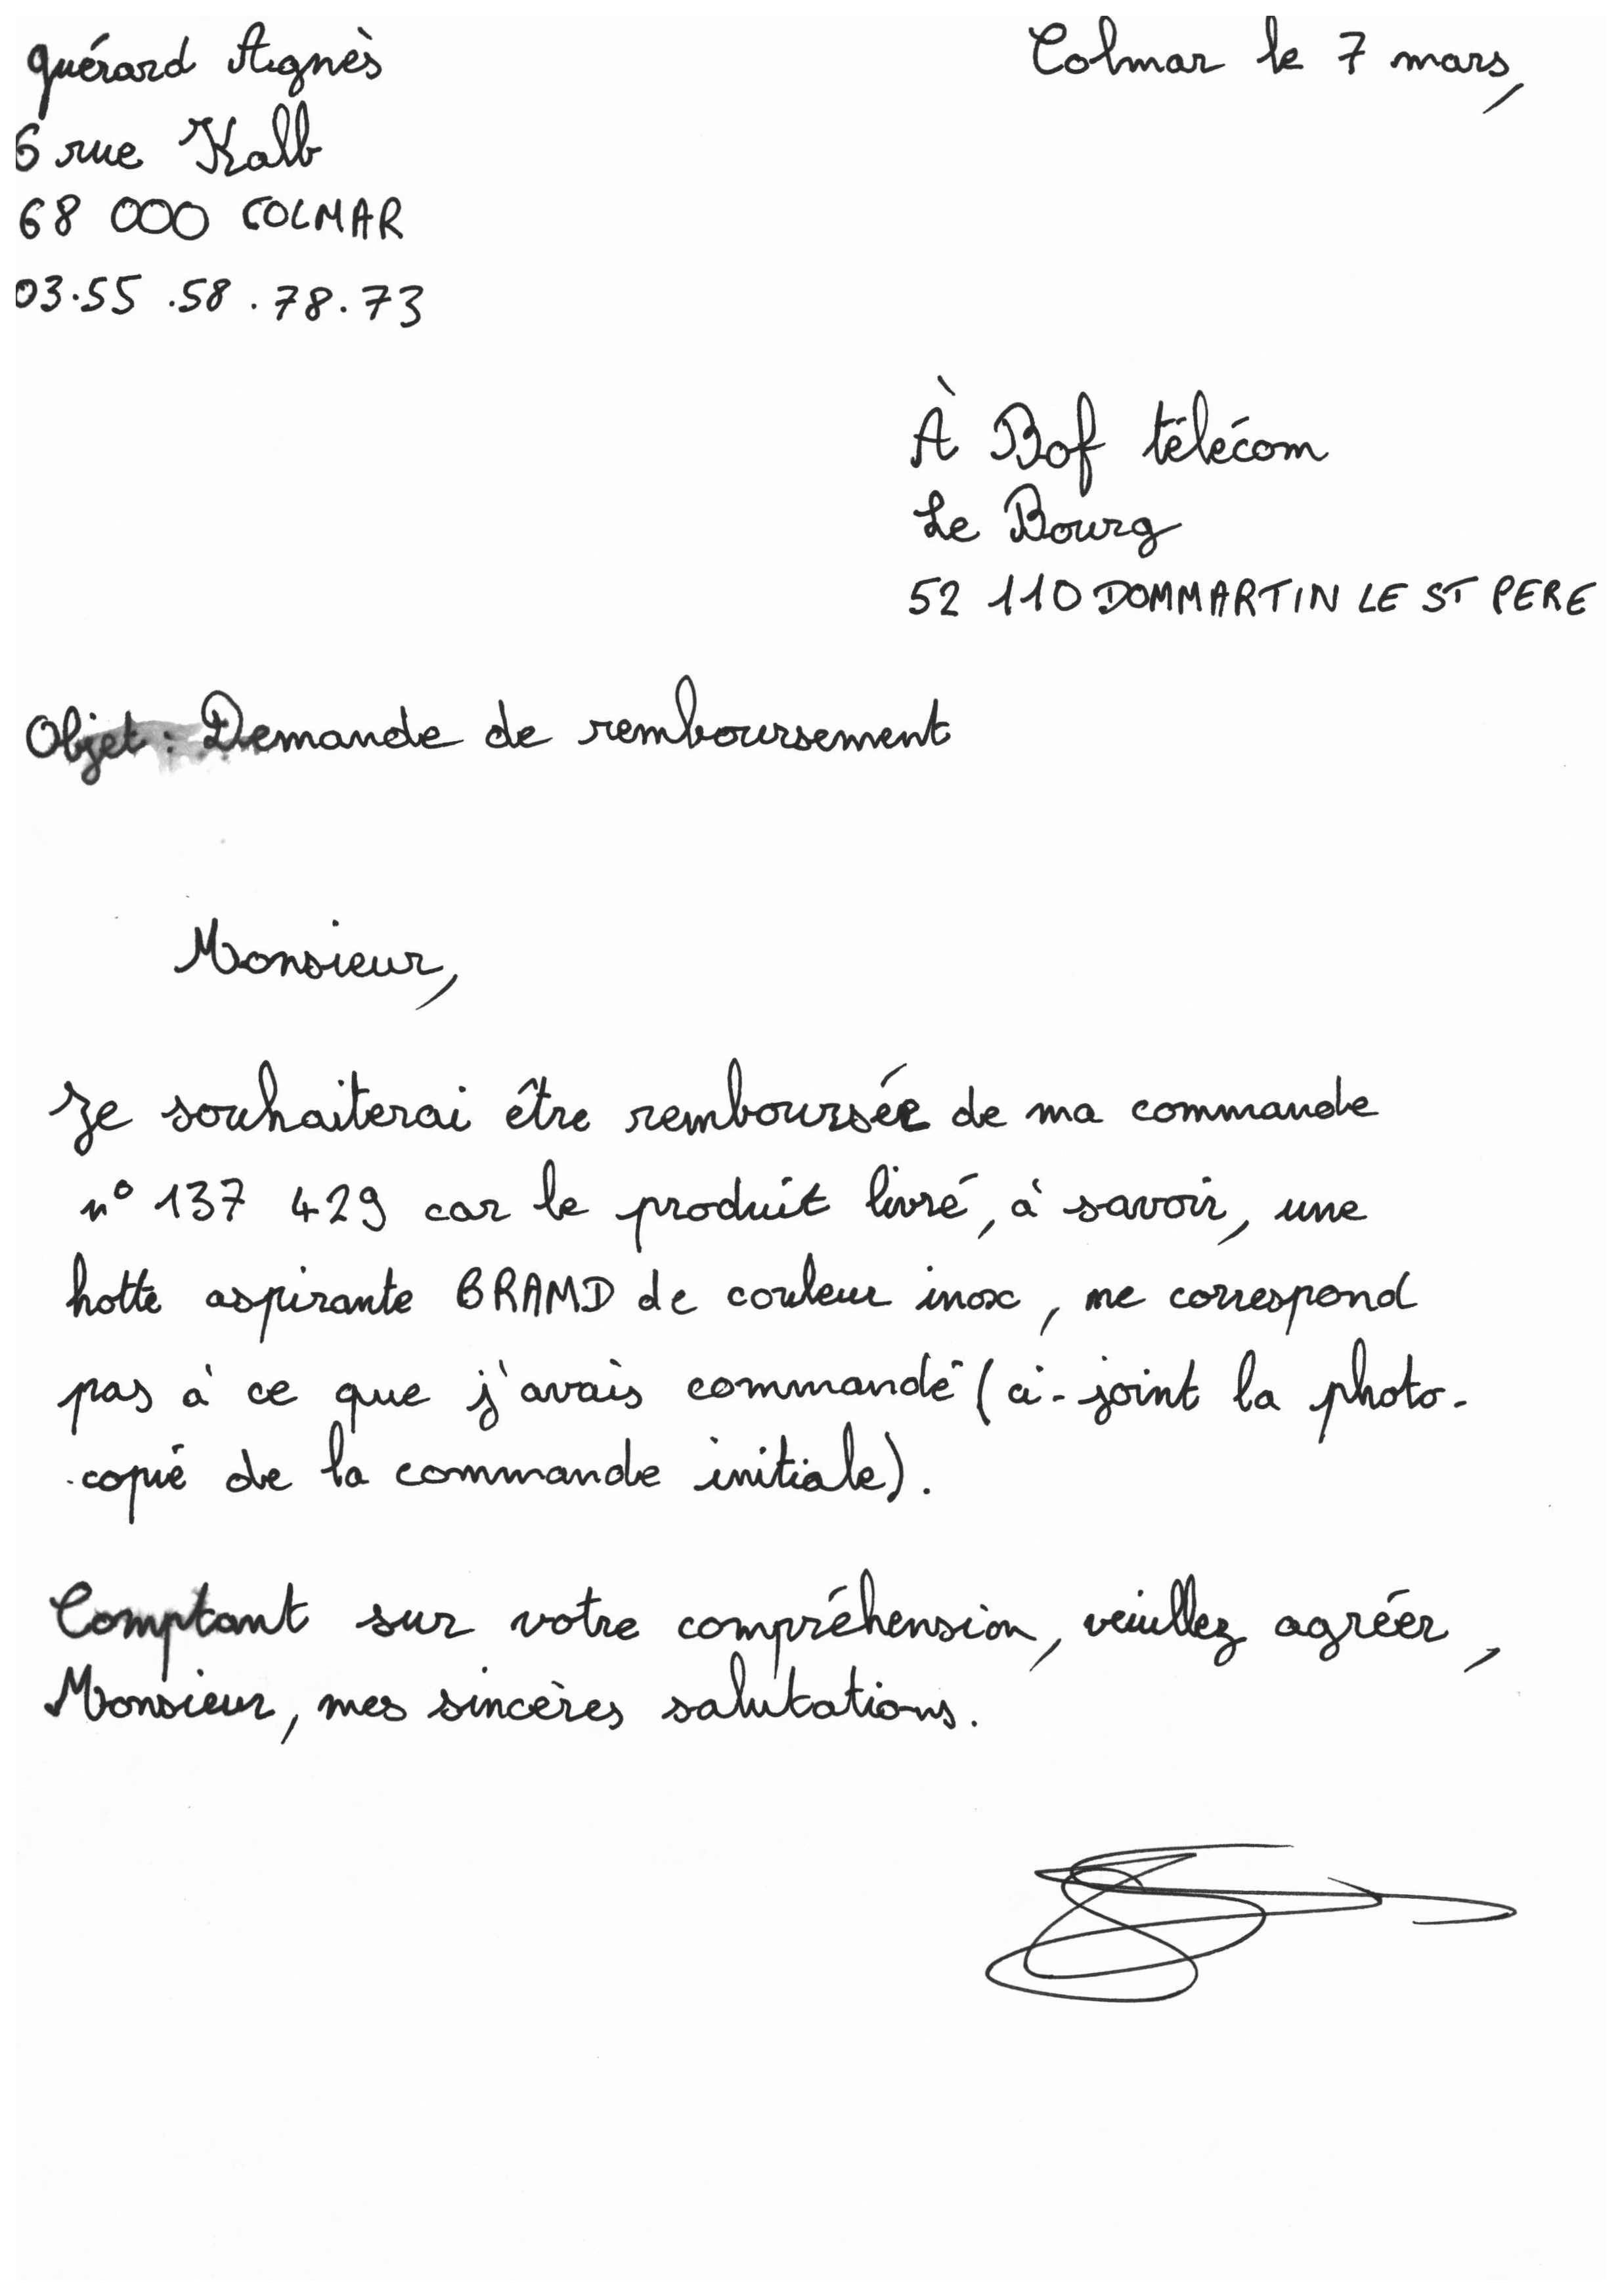 Guérard Agnès
Colmar le 7 mars,
6 rue Kalb
68 000 COLMAR
03.55.58.78.73
À Bof télécom
Le Bourg
52 110 DOMMARTIN LE ST PERE
Objet : Demande de remboursement
Monsieur,
Je souhaiterai être remboursée de ma commande
n° 137 429 car le produit livré, à savoir, une
hotte aspirante BRAMD de couleur inox, ne correspond
pas à ce que j'avais commandé (ci-joint la photo-
-copie de la commande initiale).
Comptant sur votre compréhension, veuillez agréer,
Monsieur, mes sincères salutations.